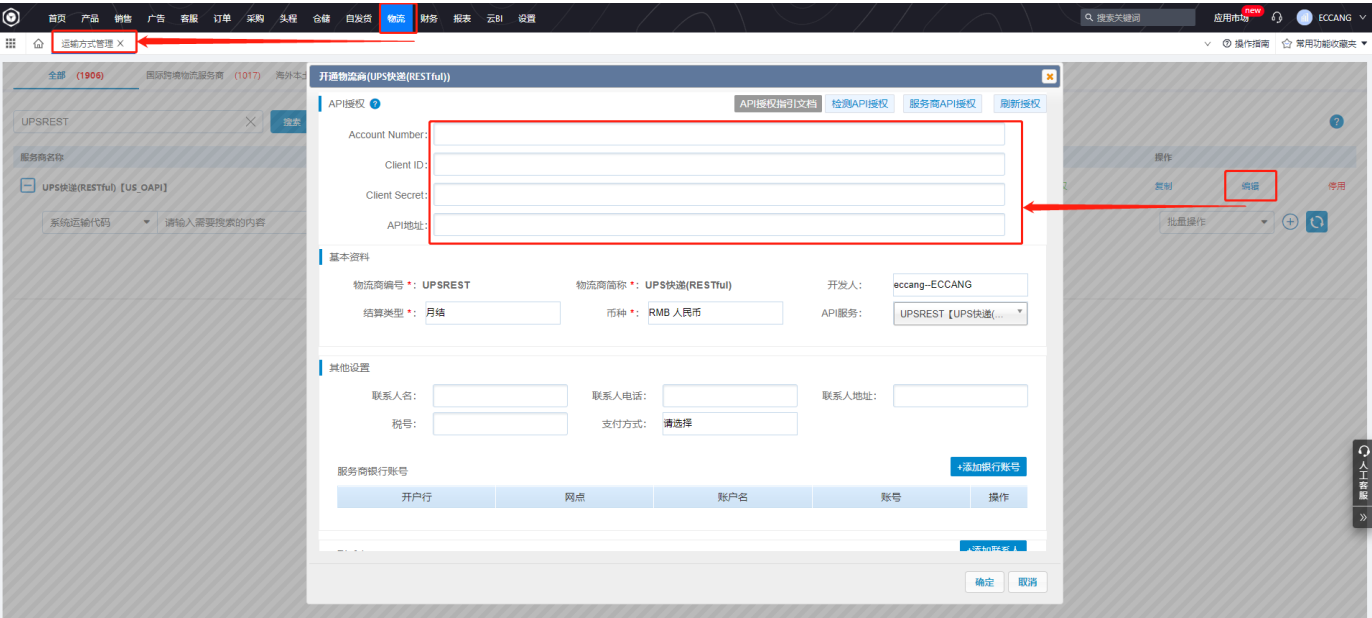 首页 产品 销售 广告 客服 订单 采购 头程 仓储 自发货 物流 财务 报表 云BI 设置 搜索关键词 应用市场 new ECCANG
运输方式管理 × 操作指南 常用功能收藏夹
全部 (1906) 国际跨境物流服务商 (1017) 海外本土
开通物流商(UPS快递(RESTful))
API授权 API授权指引文档 检测API授权 服务商API授权 刷新授权
UPSREST 搜索
Account Number:
服务商名称 操作
Client ID:
UPS快递(RESTful)【US_OAPI】 复制 编辑 停用
Client Secret:
系统运输代码 请输入需要搜索的内容 批量操作
API地址:
基本资料
物流商编号 *: UPSREST 物流商简称 *: UPS快递(RESTful) 开发人: eccang--ECCANG
结算类型 *: 月结 币种 *: RMB 人民币 API服务: UPSREST【UPS快递(...
其他设置
联系人名: 联系人电话: 联系人地址:
税号: 支付方式: 请选择
服务商银行账号 +添加银行账号
开户行 网点 账户名 账号 操作
+添加联系人
确定 取消
人工客服